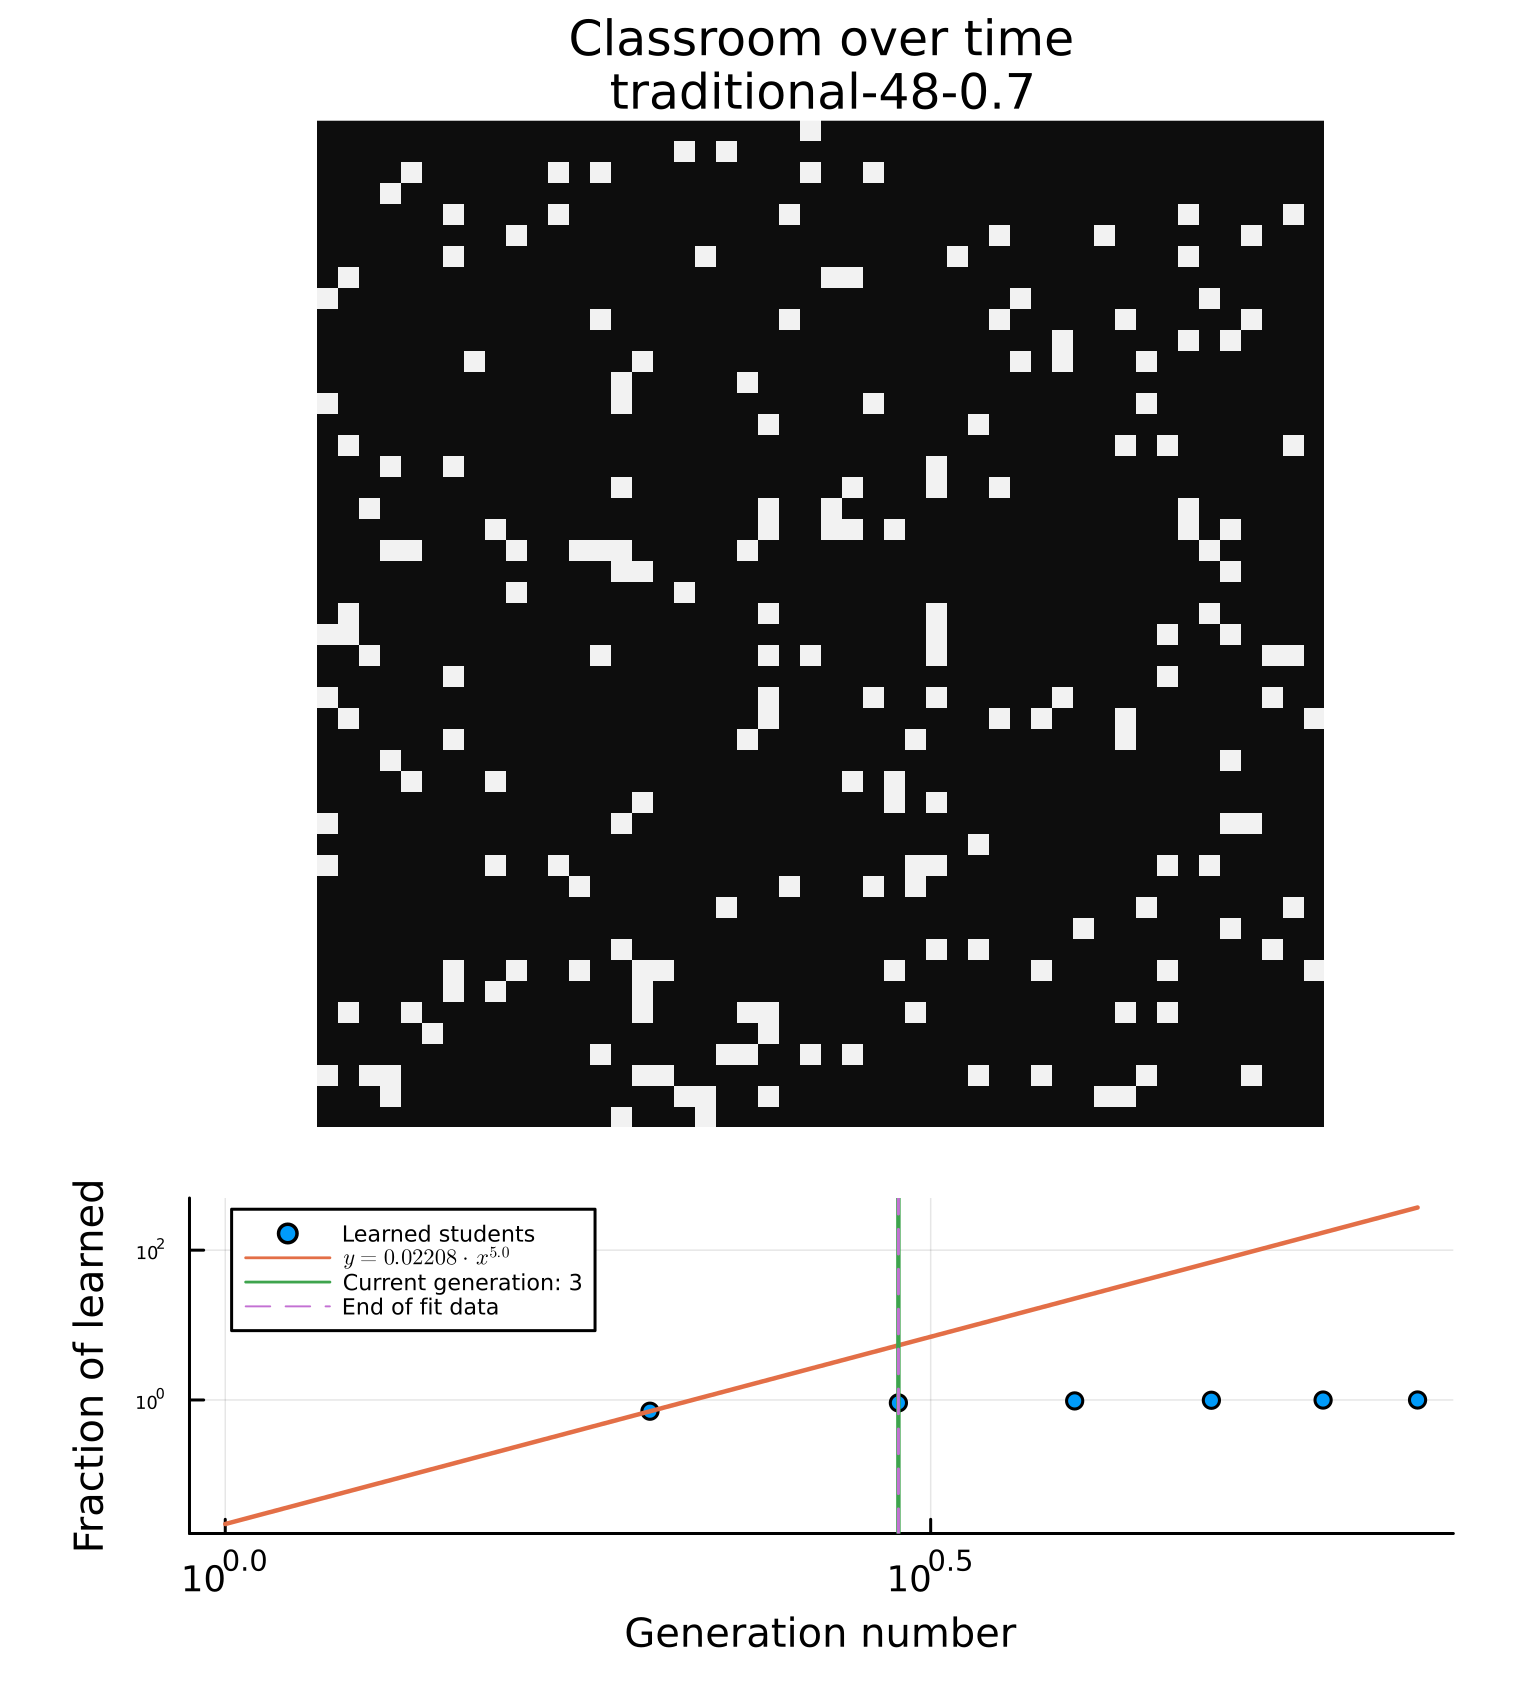 Classroom over time
traditional-48-0.7
Fraction of learned
10^2
10^0
Learned students
y = 0.02208 · x^5.0
Current generation: 3
End of fit data
10^0.0
10^0.5
Generation number